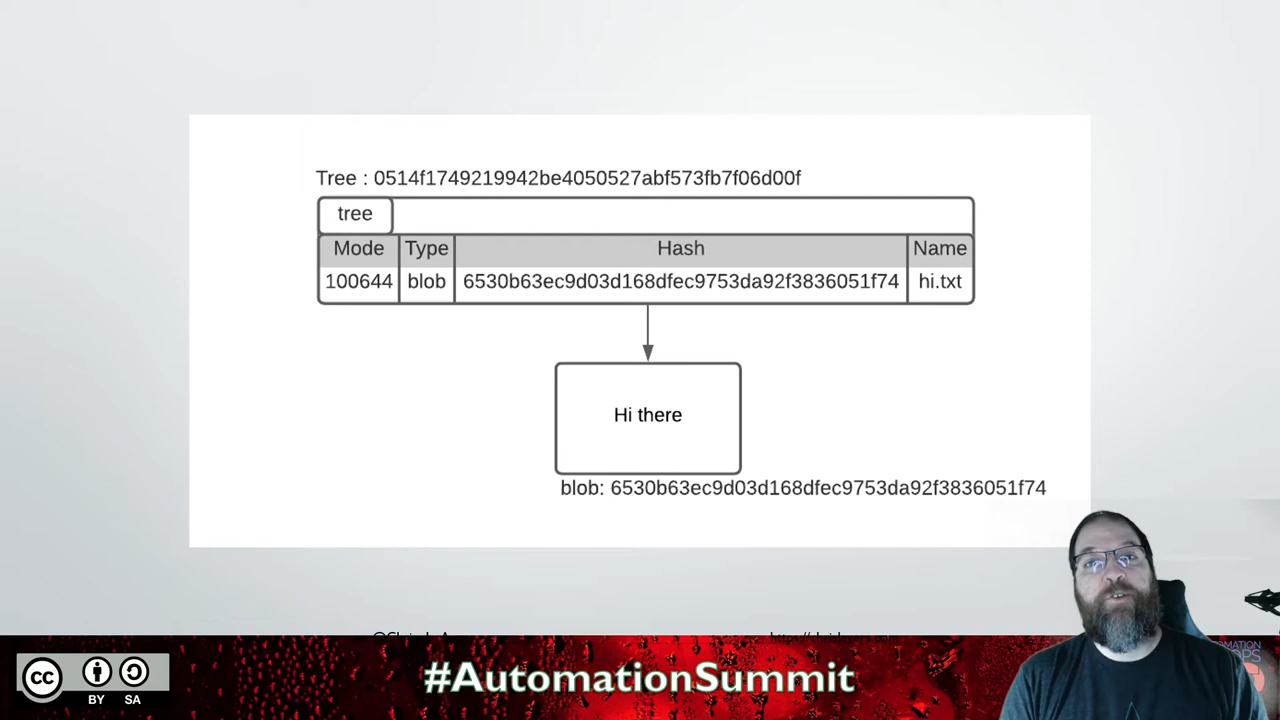 Tree : 0514f1749219942be4050527abf573fb7f06d00f
tree
Mode Type Hash Name
100644 blob 6530b63ec9d03d168dfec9753da92f3836051f74 hi.txt
Hi there
blob: 6530b63ec9d03d168dfec9753da92f3836051f74
#AutomationSummit
CC
BY SA